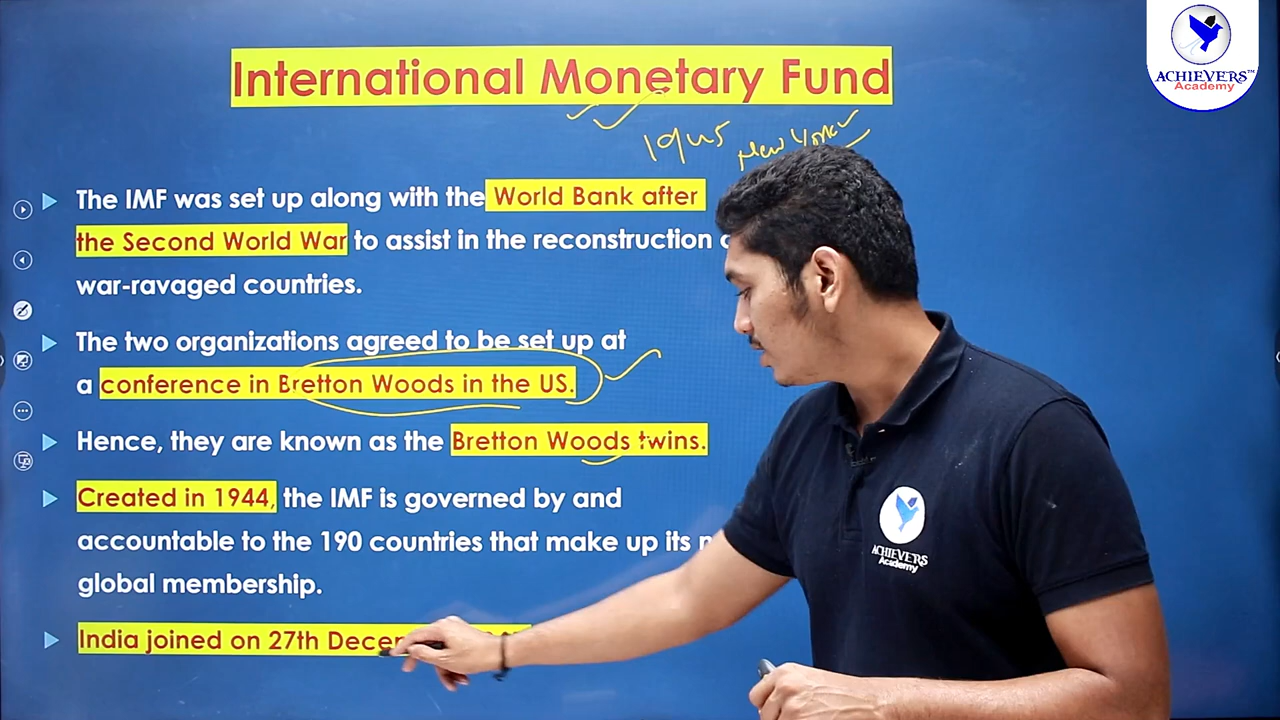 International Monetary Fund
ACHIEVERS™
Academy
1945 New York
The IMF was set up along with the World Bank after
the Second World War to assist in the reconstruction
war-ravaged countries.
The two organizations agreed to be set up at
a conference in Bretton Woods in the US.
Hence, they are known as the Bretton Woods twins.
Created in 1944, the IMF is governed by and
accountable to the 190 countries that make up its
global membership.
India joined on 27th
ACHIEVERS
Academy